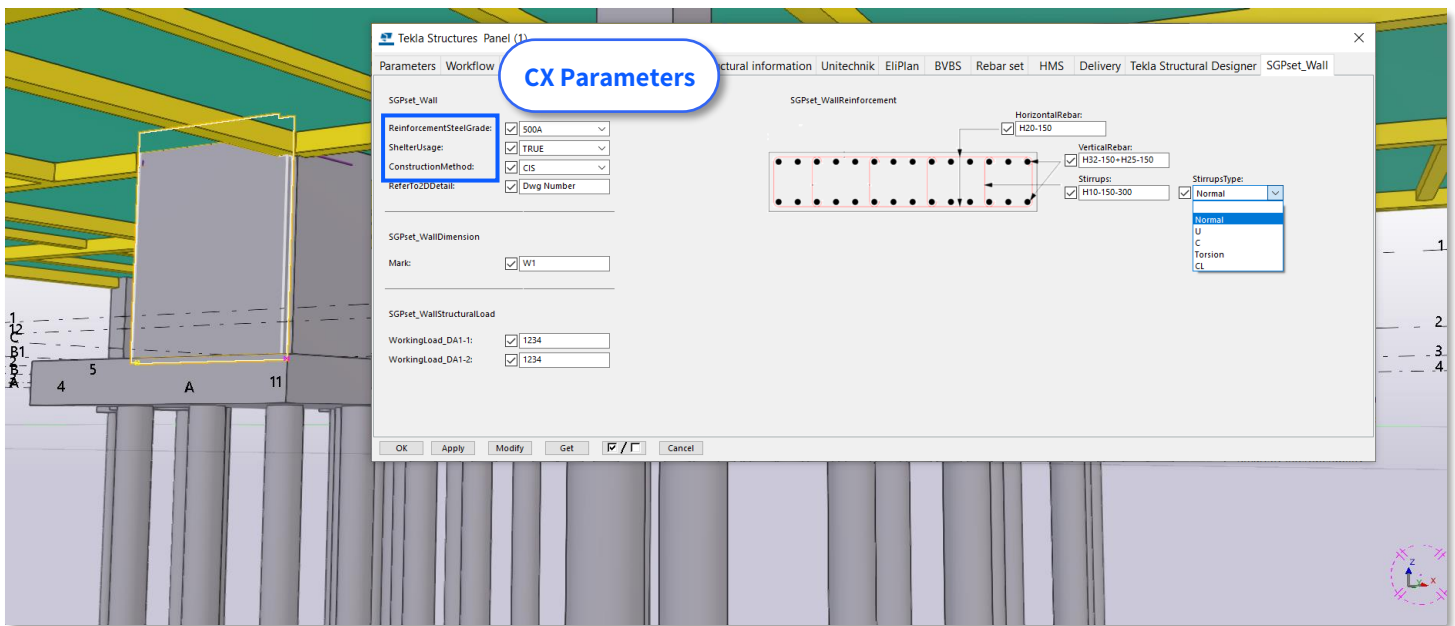 Tekla Structures Panel (1)
Parameters Workflow
CX Parameters
ctural information Unitechnik EliPlan BVBS Rebar set HMS Delivery Tekla Structural Designer SGPset_Wall
SGPset_Wall
ReinforcementSteelGrade: 500A
ShelterUsage: TRUE
ConstructionMethod: CIS
ReferTo2DDetail: Dwg Number
SGPset_WallDimension
Mark: W1
SGPset_WallStructuralLoad
WorkingLoad_DA1-1: 1234
WorkingLoad_DA1-2: 1234
SGPset_WallReinforcement
HorizontalRebar:
H20-150
VerticalRebar:
H32-150+H25-150
Stirrups:
H10-150-300
StirrupsType:
Normal
Normal
U
C
Torsion
CL
OK Apply Modify Get / Cancel
1
12
C
B1
5
4
A
11
A
1
2
3
4
Z
X